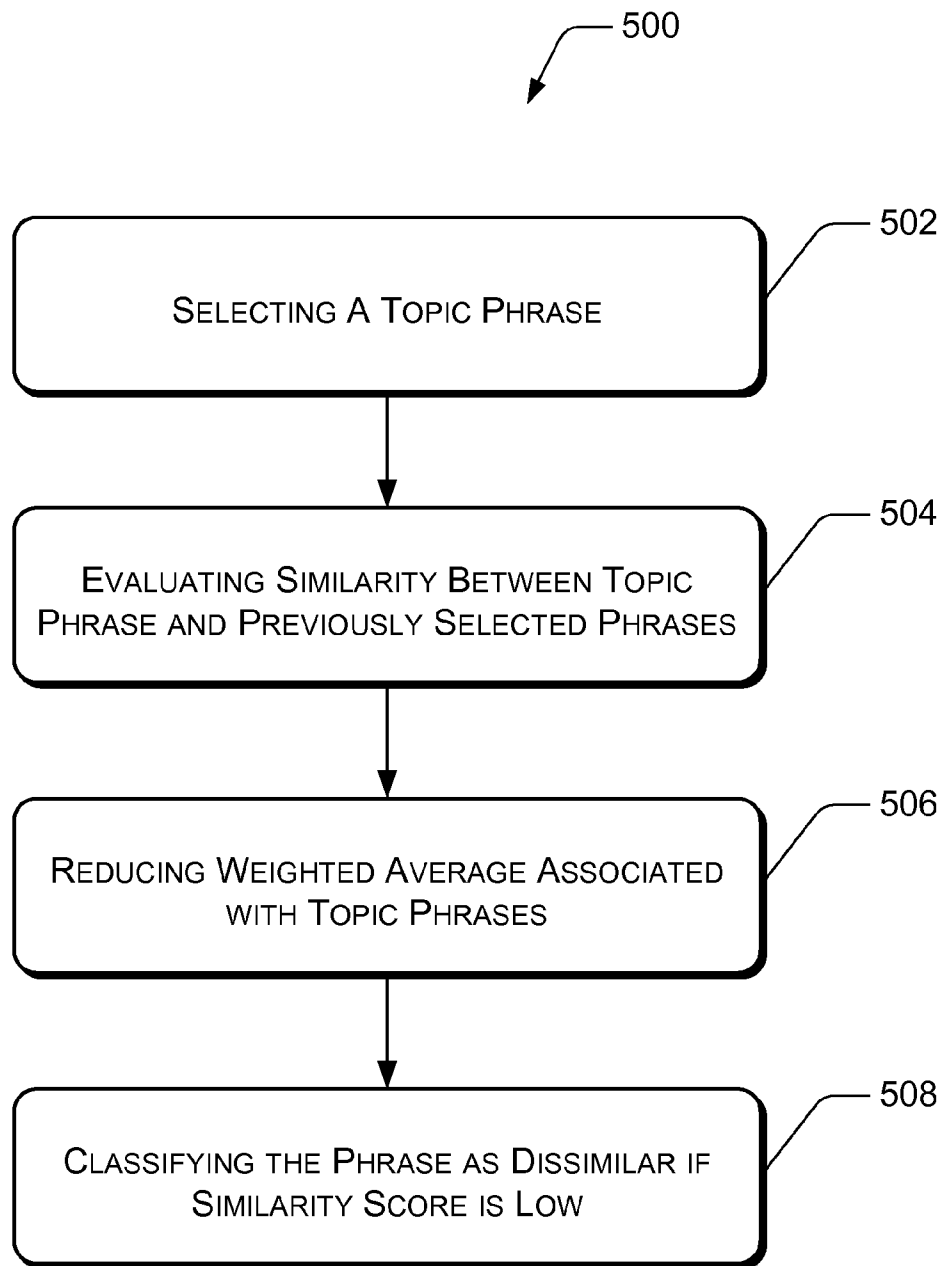 500
502
SELECTING A TOPIC PHRASE
504
EVALUATING SIMILARITY BETWEEN TOPIC
PHRASE AND PREVIOUSLY SELECTED PHRASES
506
REDUCING WEIGHTED AVERAGE ASSOCIATED
WITH TOPIC PHRASES
508
CLASSIFYING THE PHRASE AS DISSIMILAR IF
SIMILARITY SCORE IS LOW